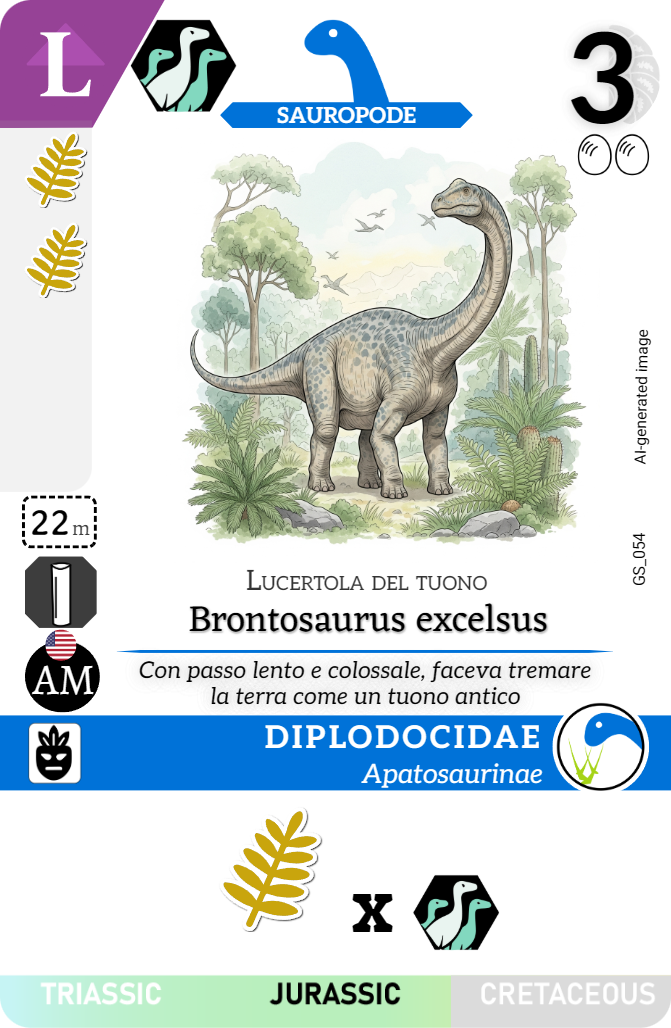 L
SAUROPODE
3
AI-generated image
GS_054
22 m
LUCERTOLA DEL TUONO
Brontosaurus excelsus
AM
Con passo lento e colossale, faceva tremare
la terra come un tuono antico
DIPLODOCIDAE
Apatosaurinae
x
TRIASSIC JURASSIC CRETACEOUS